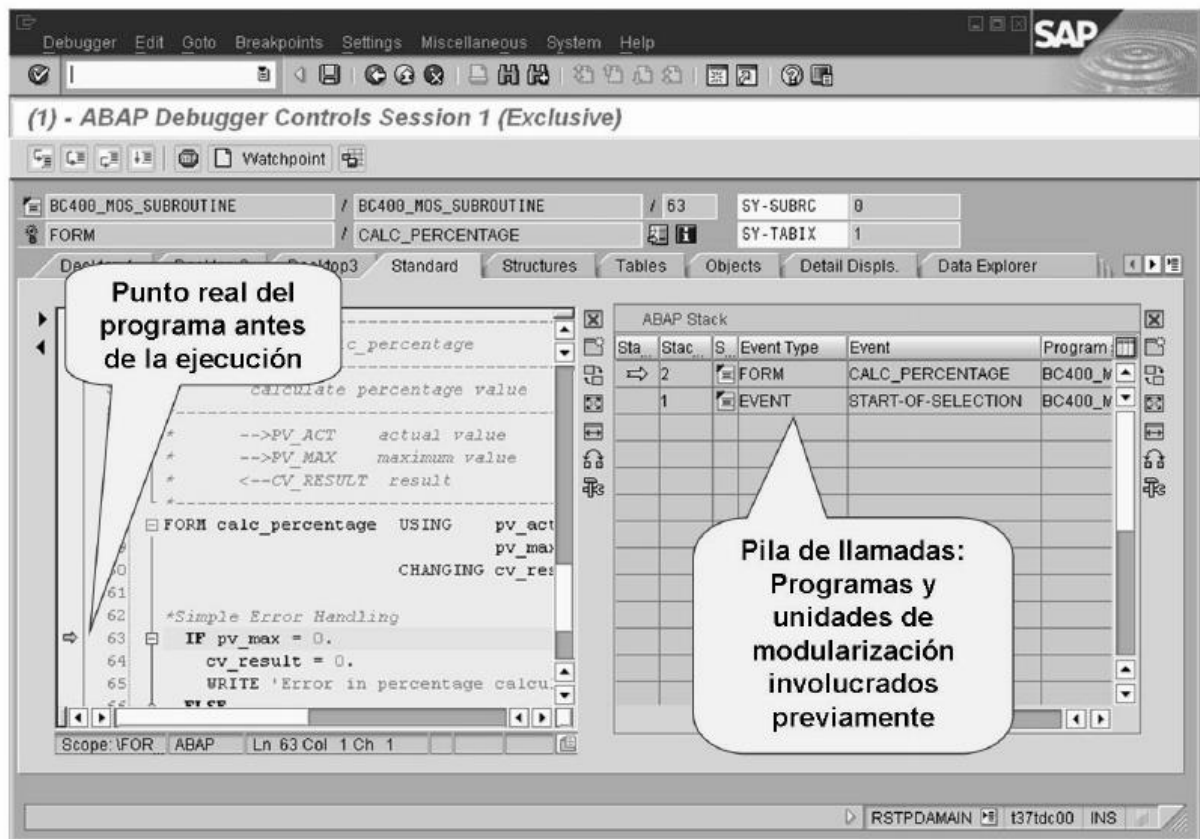 Debugger Edit Goto Breakpoints Settings Miscellaneous System Help
SAP
(1) - ABAP Debugger Controls Session 1 (Exclusive)
Watchpoint
BC400_MOS_SUBROUTINE / BC400_MOS_SUBROUTINE / 63 SY-SUBRC 0
FORM / CALC_PERCENTAGE SY-TABIX 1
Standard Structures Tables Objects Detail Displs. Data Explorer
Punto real del
programa antes
de la ejecución
c_percentage
calculate percentage value
* -->PV_ACT actual value
* -->PV_MAX maximum value
* <--CV_RESULT result
*
FORM calc_percentage USING pv_act
pv_max
CHANGING cv_res
61
62 *Simple Error Handling
63 IF pv_max = 0.
64 cv_result = 0.
65 WRITE 'Error in percentage calcu
66 ELSE
Scope: \FOR ABAP Ln 63 Col 1 Ch 1
ABAP Stack
Sta... Stac... S... Event Type Event Program
2 FORM CALC_PERCENTAGE BC400_M
1 EVENT START-OF-SELECTION BC400_M
Pila de llamadas:
Programas y
unidades de
modularización
involucrados
previamente
RSTPDAMAIN t37tdc00 INS